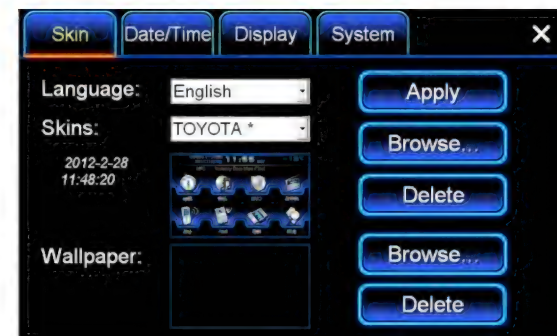 Skin Date/Time Display System X
Language: English Apply
Skins: TOYOTA * Browse...
2012-2-28
11:48:20
Delete
Wallpaper: Browse...
Delete